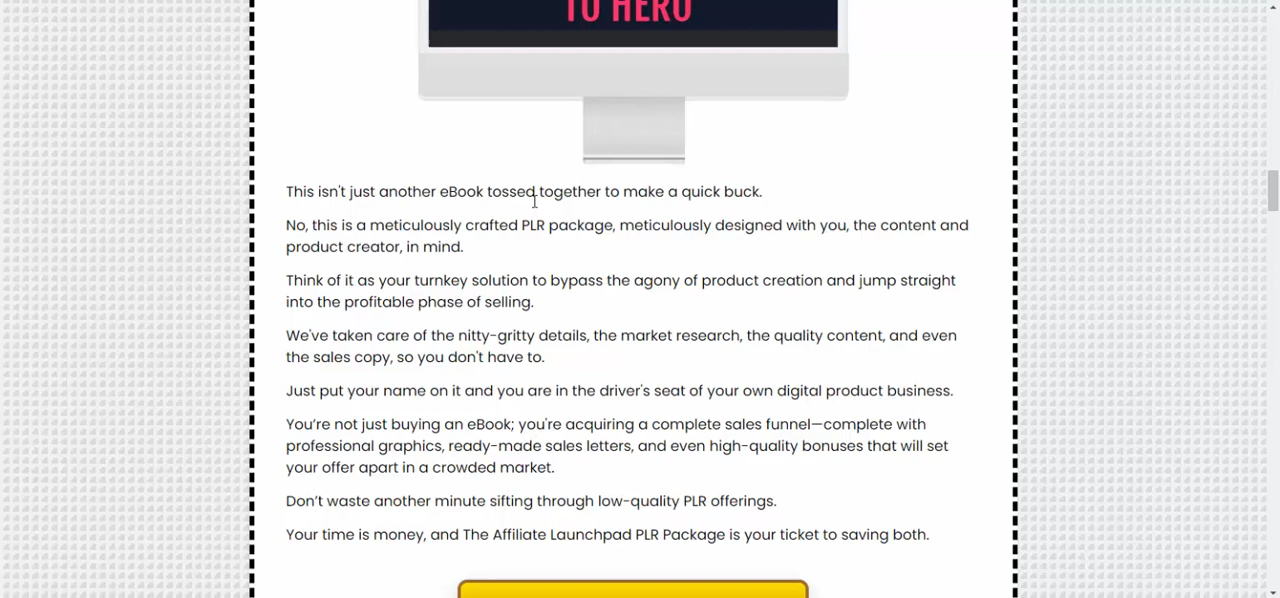 TO HERO
This isn't just another eBook tossed together to make a quick buck.
No, this is a meticulously crafted PLR package, meticulously designed with you, the content and
product creator, in mind.
Think of it as your turnkey solution to bypass the agony of product creation and jump straight
into the profitable phase of selling.
We've taken care of the nitty-gritty details, the market research, the quality content, and even
the sales copy, so you don't have to.
Just put your name on it and you are in the driver's seat of your own digital product business.
You’re not just buying an eBook; you're acquiring a complete sales funnel—complete with
professional graphics, ready-made sales letters, and even high-quality bonuses that will set
your offer apart in a crowded market.
Don’t waste another minute sifting through low-quality PLR offerings.
Your time is money, and The Affiliate Launchpad PLR Package is your ticket to saving both.